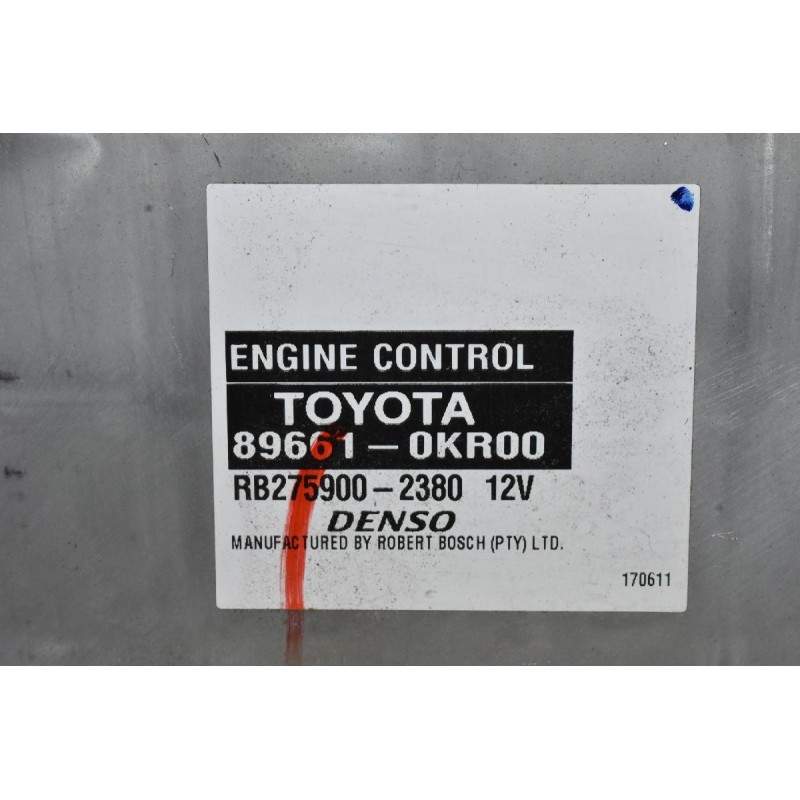 ENGINE CONTROL
TOYOTA
89661-0KR00
RB275900-2380 12V
DENSO
MANUFACTURED BY ROBERT BOSCH (PTY) LTD.
170611